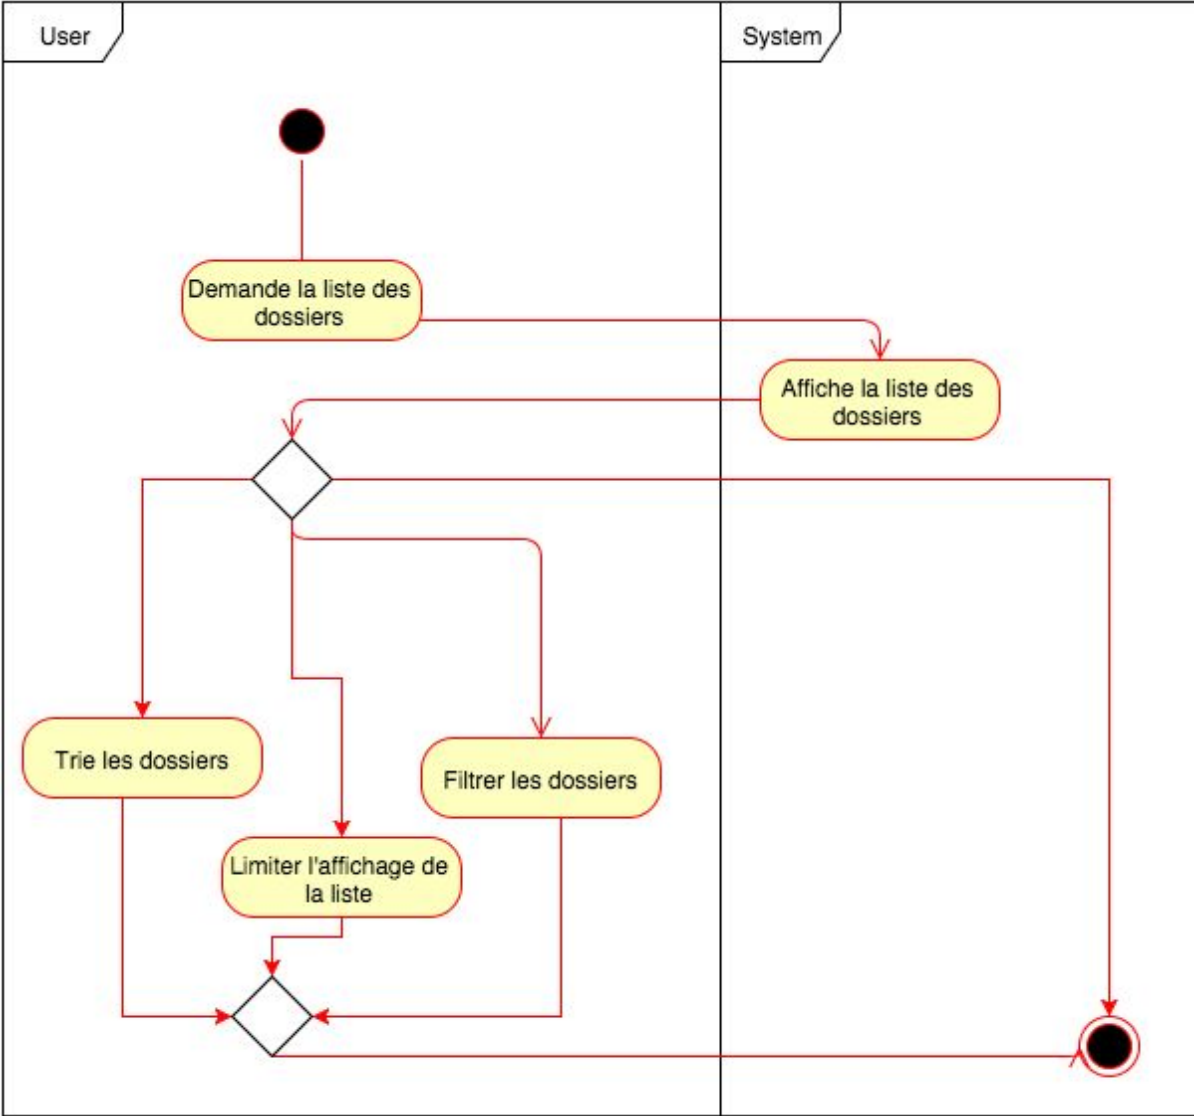 User
System
Demande la liste des
dossiers
Affiche la liste des
dossiers
Trie les dossiers
Filtrer les dossiers
Limiter l'affichage de
la liste